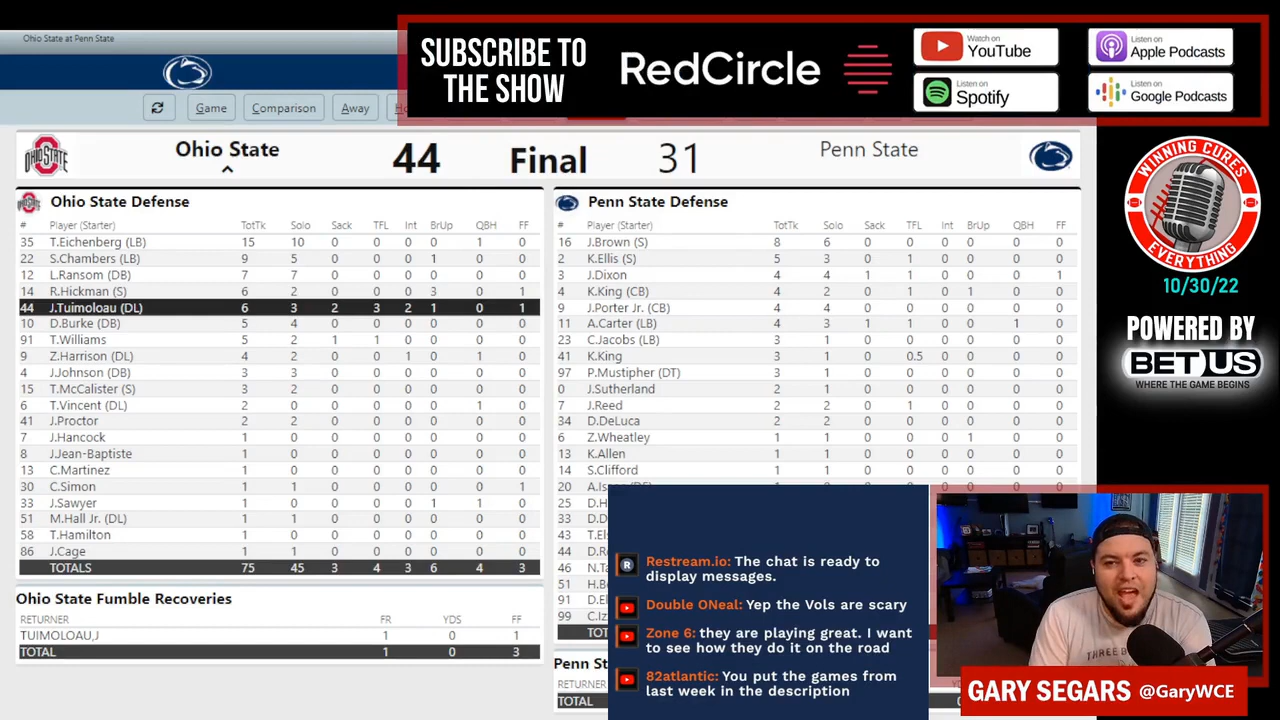 Ohio State at Penn State
SUBSCRIBE TO
THE SHOW
RedCircle
Watch on
YouTube
Listen on
Apple Podcasts
Listen on
Spotify
Listen on
Google Podcasts
Game
Comparison
Away
OHIO STATE
Ohio State
44
Final
31
Penn State
WINNING CURES
EVERYTHING
10/30/22
POWERED BY
BETUS
WHERE THE GAME BEGINS
Ohio State Defense
# Player (Starter) TotTk Solo Sack TFL Int BrUp QBH FF
35 T.Eichenberg (LB) 15 10 0 0 0 0 1 0
22 S.Chambers (LB) 9 5 0 0 0 1 0 0
12 L.Ransom (DB) 7 7 0 0 0 0 0 0
14 R.Hickman (S) 6 2 0 0 0 3 0 1
44 J.Tuimoloau (DL) 6 3 2 3 2 1 0 1
10 D.Burke (DB) 5 4 0 0 0 0 0 0
91 T.Williams 5 2 1 1 0 0 0 0
9 Z.Harrison (DL) 4 2 0 0 1 0 1 0
4 J.Johnson (DB) 3 3 0 0 0 0 0 0
15 T.McCalister (S) 3 2 0 0 0 0 0 0
6 T.Vincent (DL) 2 0 0 0 0 0 1 0
41 J.Proctor 2 2 0 0 0 0 0 0
7 J.Hancock 1 0 0 0 0 0 0 0
8 J.Jean-Baptiste 1 0 0 0 0 0 0 0
13 C.Martinez 1 0 0 0 0 0 0 0
30 C.Simon 1 1 0 0 0 0 0 1
33 J.Sawyer 1 0 0 0 0 1 1 0
51 M.Hall Jr. (DL) 1 1 0 0 0 0 0 0
58 T.Hamilton 1 0 0 0 0 0 0 0
86 J.Cage 1 1 0 0 0 0 0 0
TOTALS 75 45 3 4 3 6 4 3
Ohio State Fumble Recoveries
RETURNER FR YDS FF
TUIMOLOAU,J 1 0 1
TOTAL 1 0 3
Penn State Defense
# Player (Starter) TotTk Solo Sack TFL Int BrUp QBH FF
16 J.Brown (S) 8 6 0 0 0 0 0 0
2 K.Ellis (S) 5 3 0 1 0 0 0 0
3 J.Dixon 4 4 1 1 0 0 0 1
4 K.King (CB) 4 2 0 1 0 1 0 0
9 J.Porter Jr. (CB) 4 4 0 0 0 0 0 0
11 A.Carter (LB) 4 3 1 1 0 0 1 0
23 C.Jacobs (LB) 3 1 0 0 0 0 0 0
41 K.King 3 1 0 0.5 0 0 0 0
97 P.Mustipher (DT) 3 1 0 0 0 0 0 0
0 J.Sutherland 2 1 0 0 0 0 0 0
7 J.Reed 2 2 0 1 0 0 0 0
34 D.DeLuca 2 2 0 0 0 0 0 0
6 Z.Wheatley 1 1 0 0 0 1 0 0
13 K.Allen 1 1 0 0 0 0 0 0
14 S.Clifford 1 1 0 0 0 0 0 0
20
25
33
43
44
46
51
91
99
Penn St
RETURNER
TOTAL
Restream.io: The chat is ready to
display messages.
Double ONeal: Yep the Vols are scary
Zone 6: they are playing great. I want
to see how they do it on the road
82atlantic: You put the games from
last week in the description
GARY SEGARS @GaryWCE